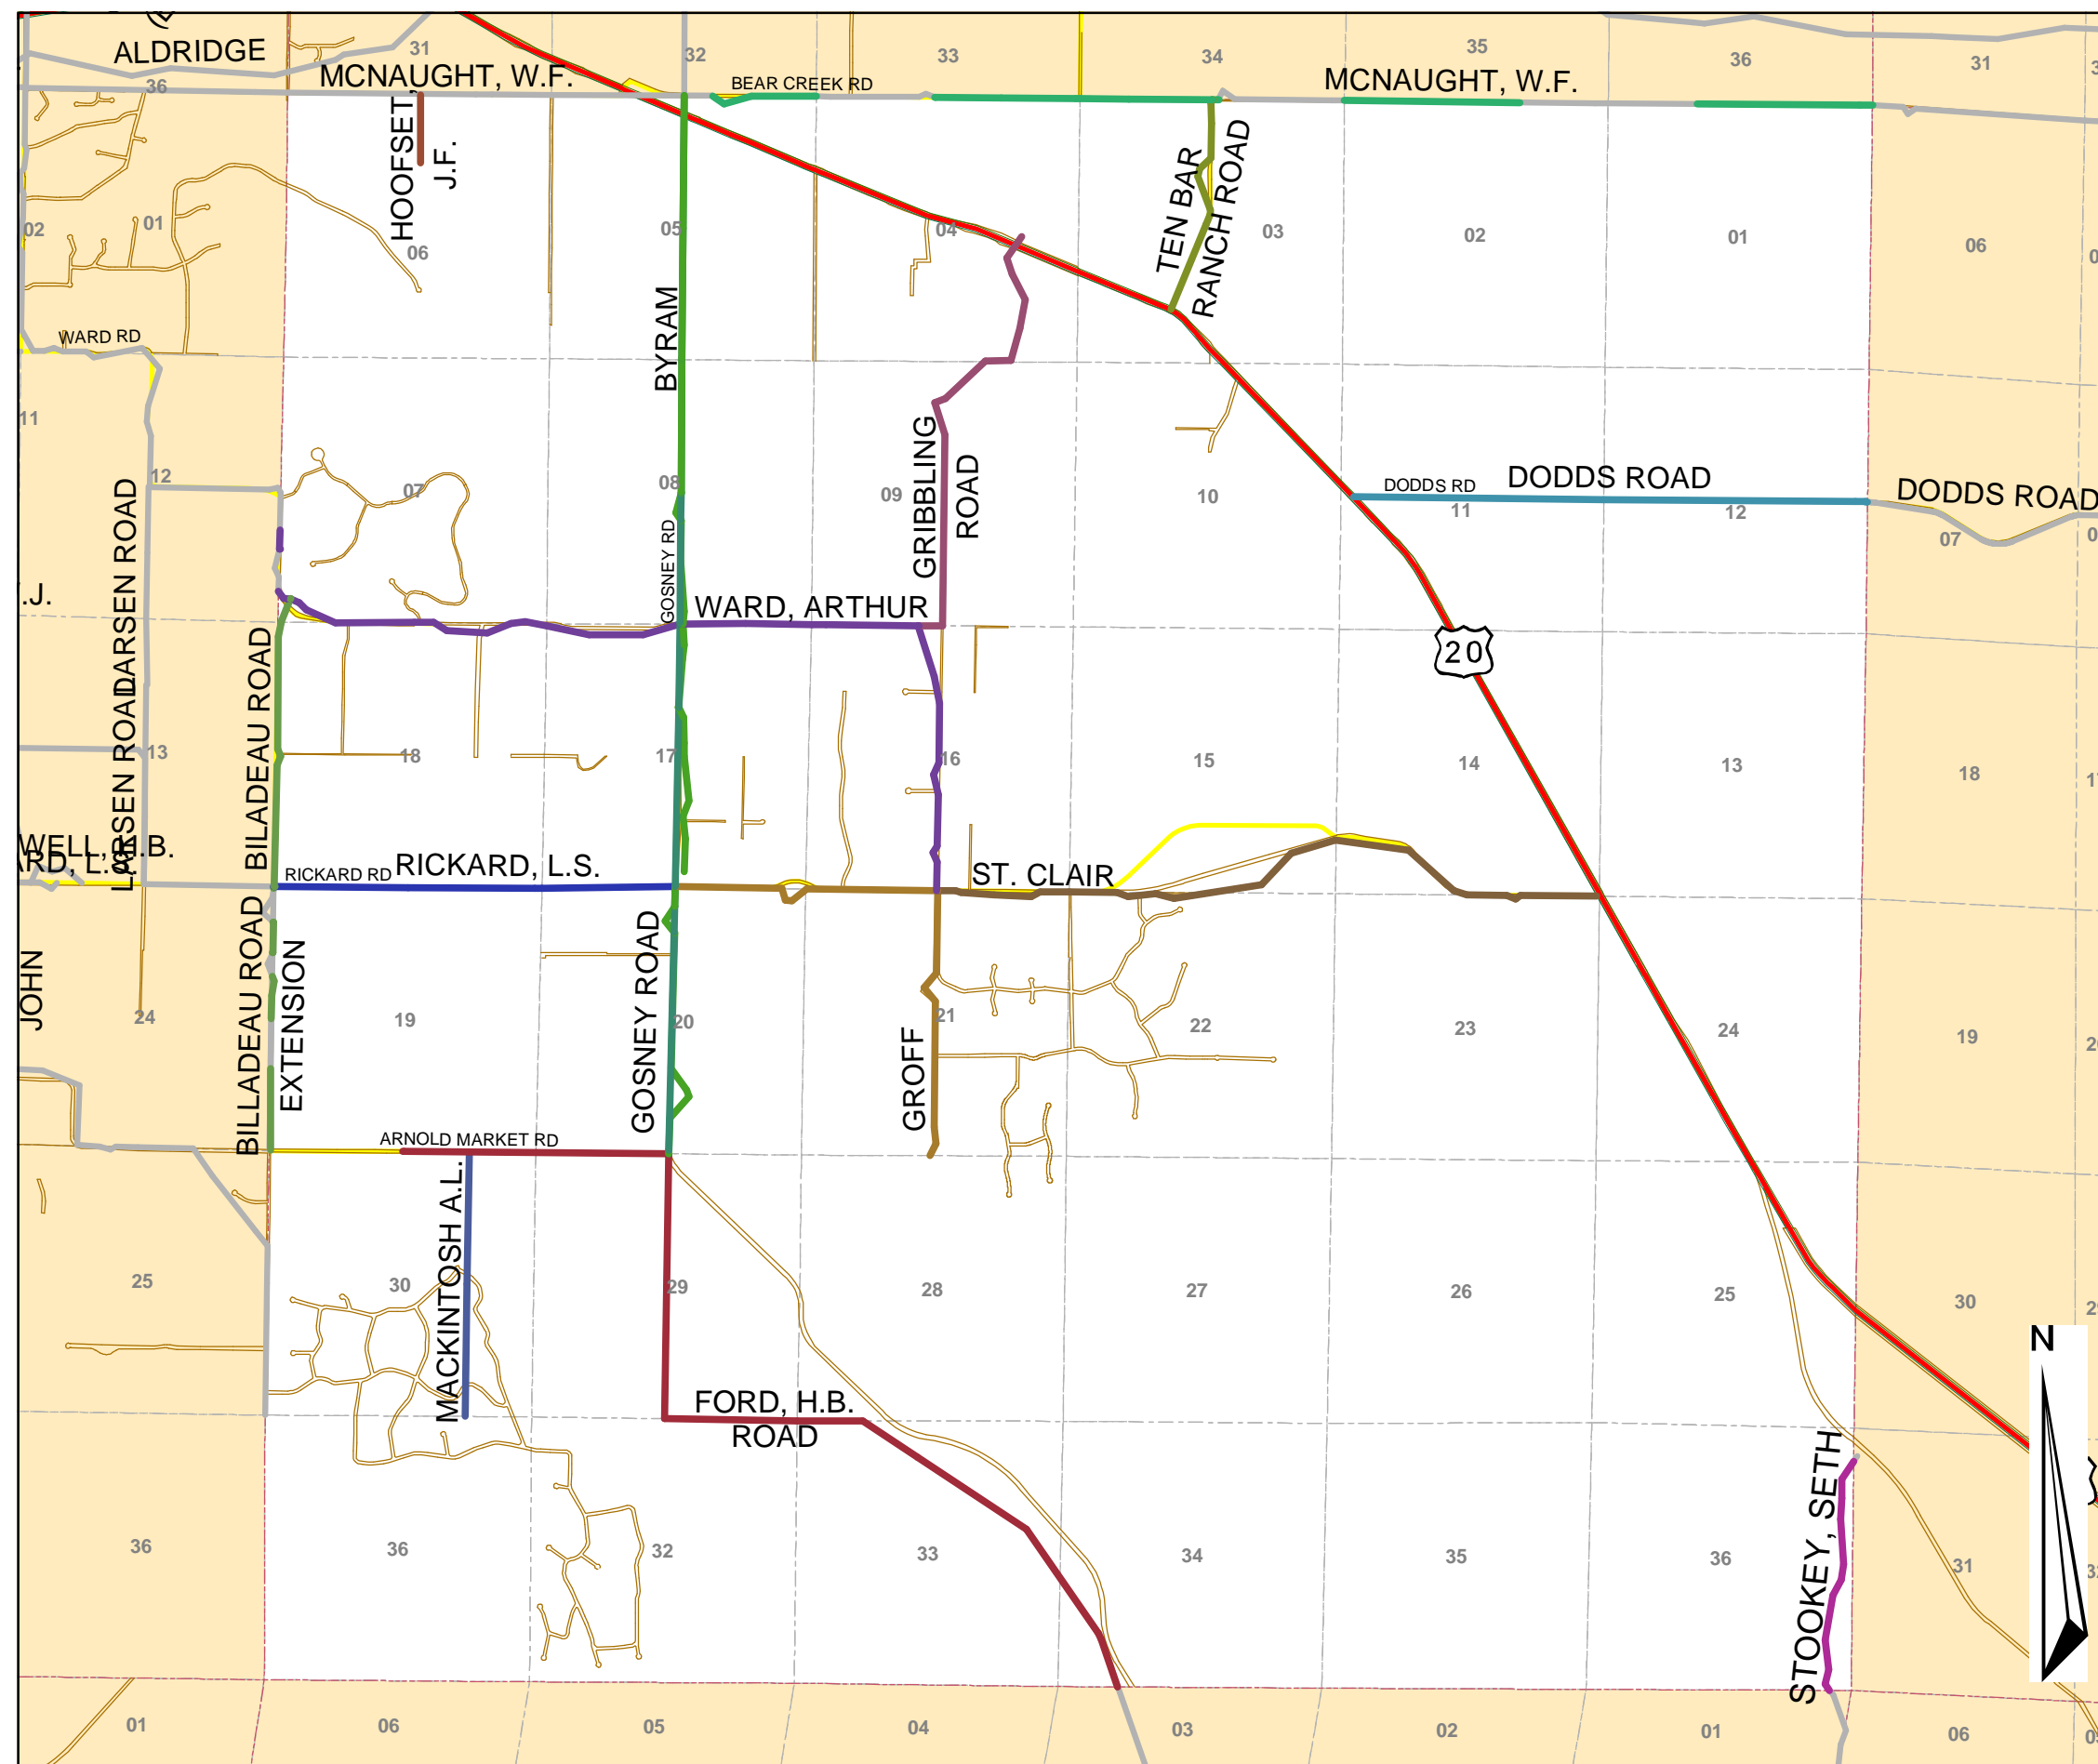 ALDRIDGE
31
32
33
34
35
36
31
36
MCNAUGHT, W.F.
BEAR CREEK RD
MCNAUGHT, W.F.
HOOFSET,
J.F.
TEN BAR
RANCH ROAD
02
01
06
05
04
03
02
01
06
WARD RD
BYRAM
11
12
07
08
09
GRIBBLING
ROAD
10
DODDS RD
DODDS ROAD
DODDS ROAD
11
12
07
LARSEN ROAD
GOSNEY RD
.J.
WARD, ARTHUR
20
BILADEAU ROAD
LARSEN ROAD
13
18
17
16
15
14
13
18
RICKARD RD
RICKARD, L.S.
ST. CLAIR
JOHN
24
BILLADEAU ROAD
EXTENSION
19
GOSNEY ROAD
20
GROFF
21
22
23
24
19
ARNOLD MARKET RD
MACKINTOSH A.L.
25
30
29
28
27
26
25
30
N
FORD, H.B.
ROAD
STOOKEY, SETH
36
36
32
33
34
35
36
31
01
06
05
04
03
02
01
06